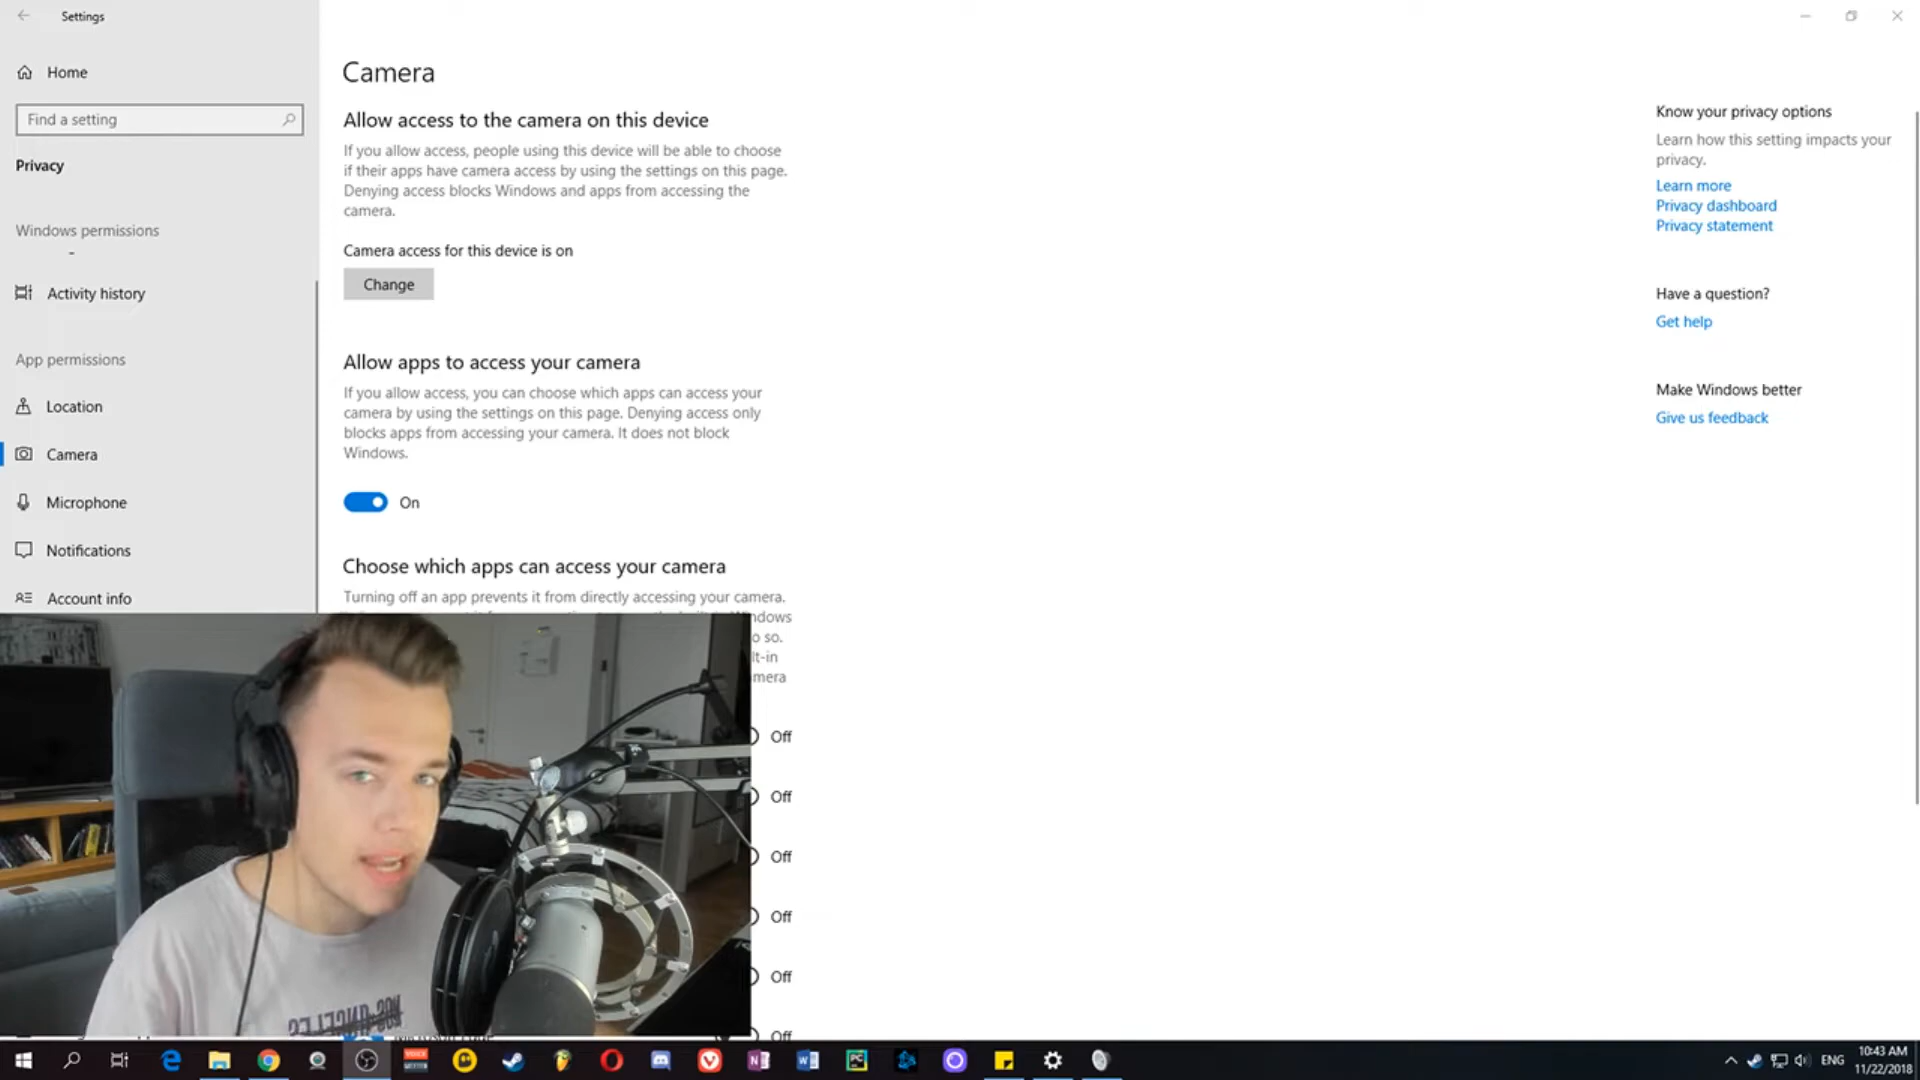 Settings
Home
Find a setting
Privacy
Windows permissions
Activity history
App permissions
Location
Camera
Microphone
Notifications
Account info
Camera
Allow access to the camera on this device
If you allow access, people using this device will be able to choose
if their apps have camera access by using the settings on this page.
Denying access blocks Windows and apps from accessing the
camera.
Camera access for this device is on
Change
Allow apps to access your camera
If you allow access, you can choose which apps can access your
camera by using the settings on this page. Denying access only
blocks apps from accessing your camera. It does not block
Windows.
On
Choose which apps can access your camera
Turning off an app prevents it from directly accessing your camera.
ndows
o so.
lt-in
mera
Off
Off
Off
Off
Off
Off
Know your privacy options
Learn how this setting impacts your
privacy.
Learn more
Privacy dashboard
Privacy statement
Have a question?
Get help
Make Windows better
Give us feedback
ENG
10:43 AM
11/22/2018